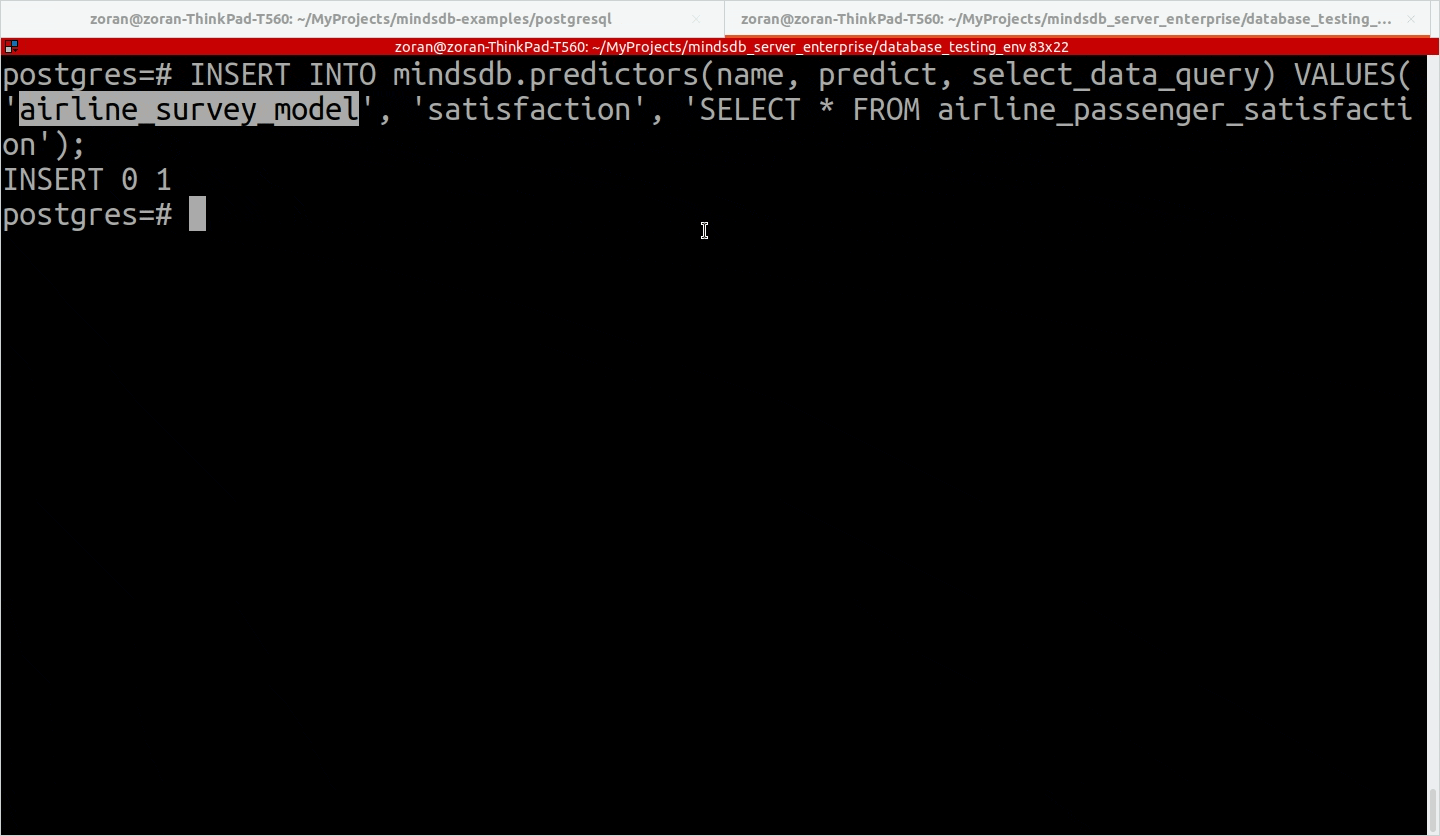 zoran@zoran-ThinkPad-T560: ~/MyProjects/mindsdb-examples/postgresql
zoran@zoran-ThinkPad-T560: ~/MyProjects/mindsdb_server_enterprise/database_testing_...
zoran@zoran-ThinkPad-T560: ~/MyProjects/mindsdb_server_enterprise/database_testing_env 83x22
postgres=# INSERT INTO mindsdb.predictors(name, predict, select_data_query) VALUES(
'airline_survey_model', 'satisfaction', 'SELECT * FROM airline_passenger_satisfacti
on');
INSERT 0 1
postgres=#